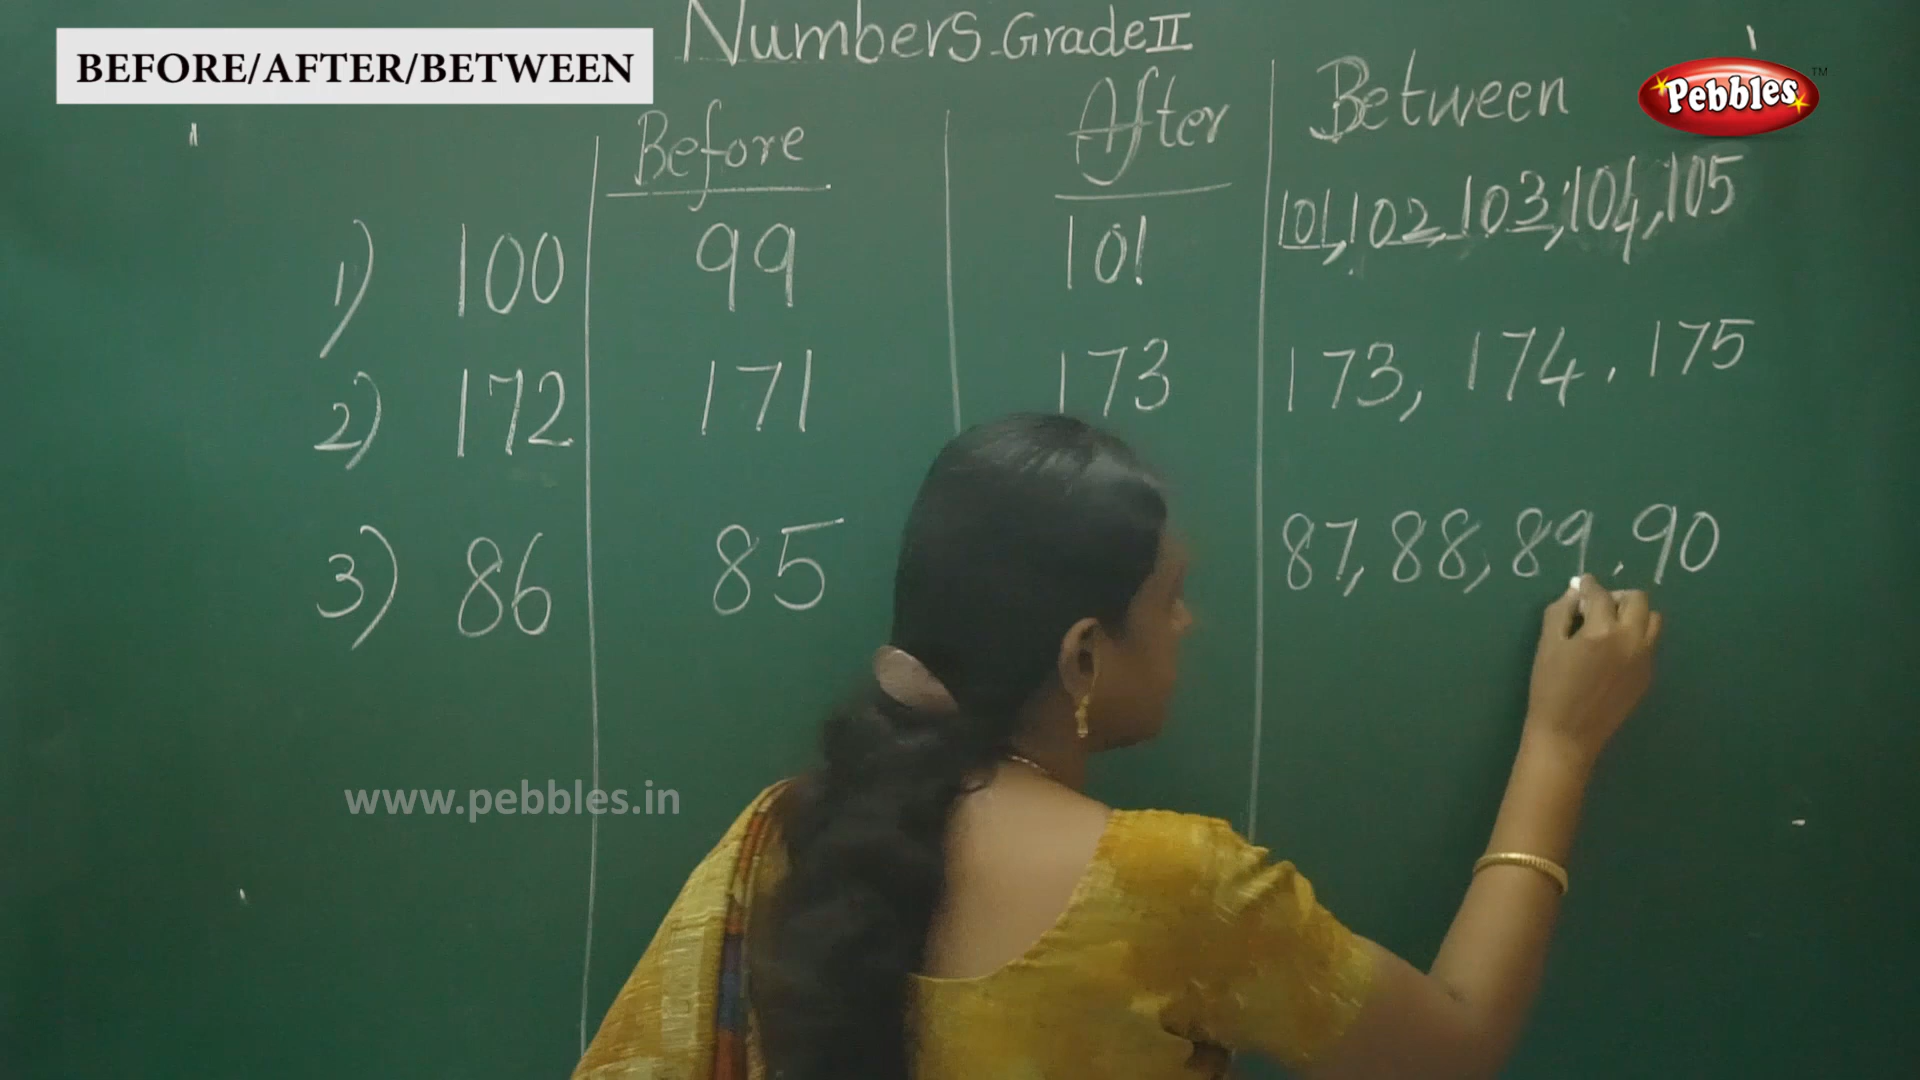 Numbers-Grade II
BEFORE/AFTER/BETWEEN
Pebbles™
Before After Between
1) 100 99 101 101, 102, 103, 104, 105
2) 172 171 173 173, 174, 175
3) 86 85 87, 88, 89, 90
www.pebbles.in